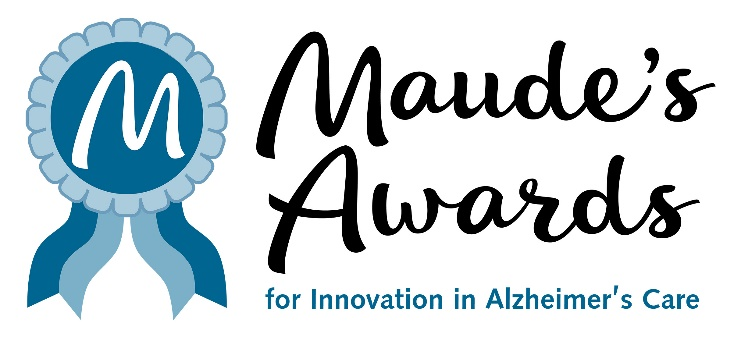 M
Maude's
Awards
for Innovation in Alzheimer's Care